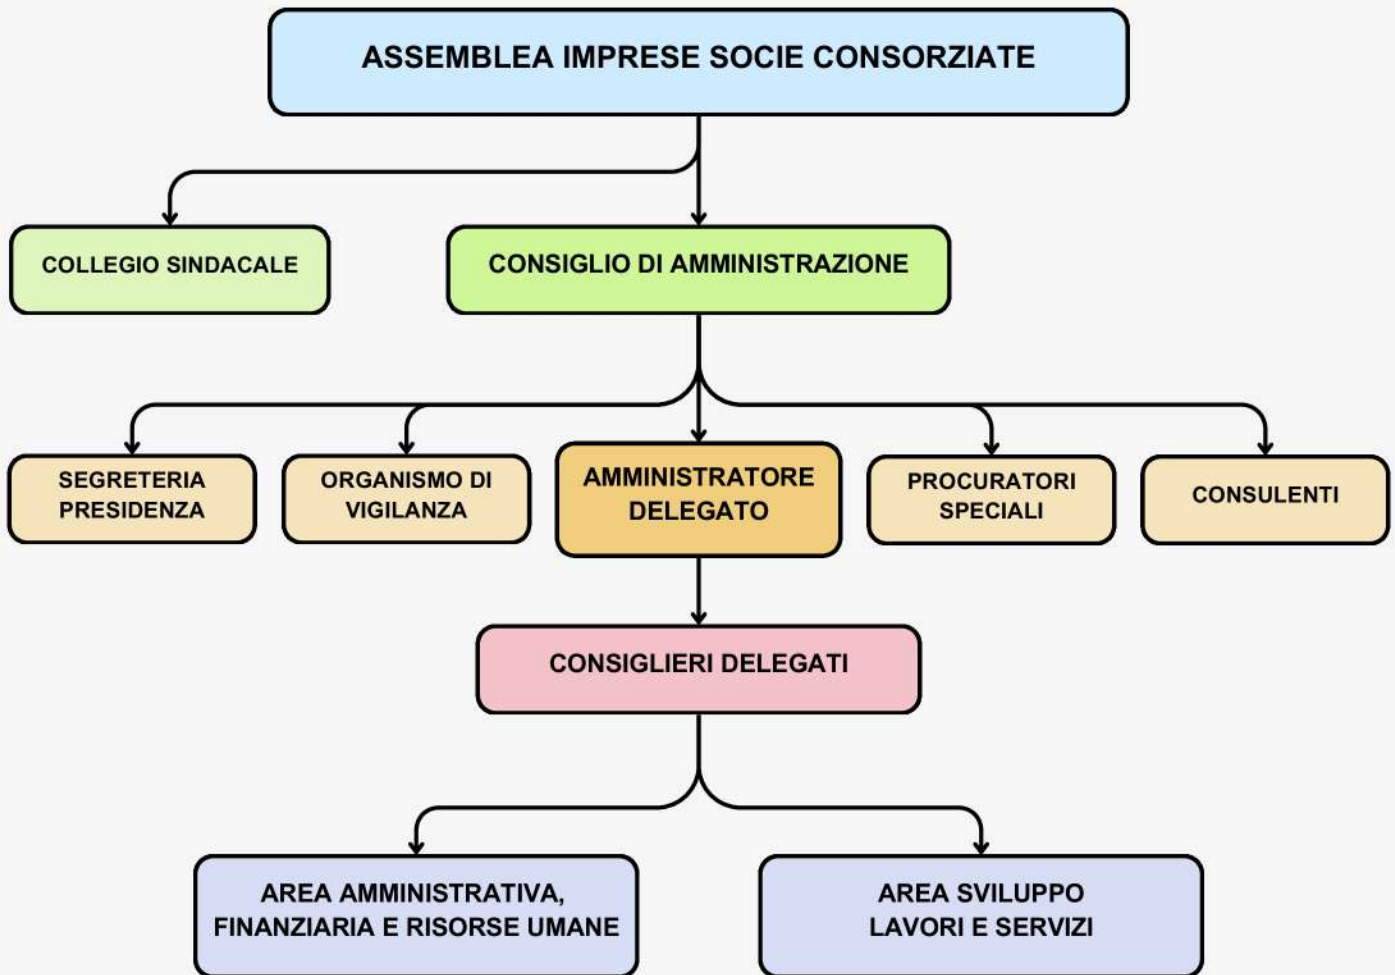 ASSEMBLEA IMPRESE SOCIE CONSORZIATE
COLLEGIO SINDACALE
CONSIGLIO DI AMMINISTRAZIONE
SEGRETERIA
PRESIDENZA
ORGANISMO DI
VIGILANZA
AMMINISTRATORE
DELEGATO
PROCURATORI
SPECIALI
CONSULENTI
CONSIGLIERI DELEGATI
AREA AMMINISTRATIVA,
FINANZIARIA E RISORSE UMANE
AREA SVILUPPO
LAVORI E SERVIZI